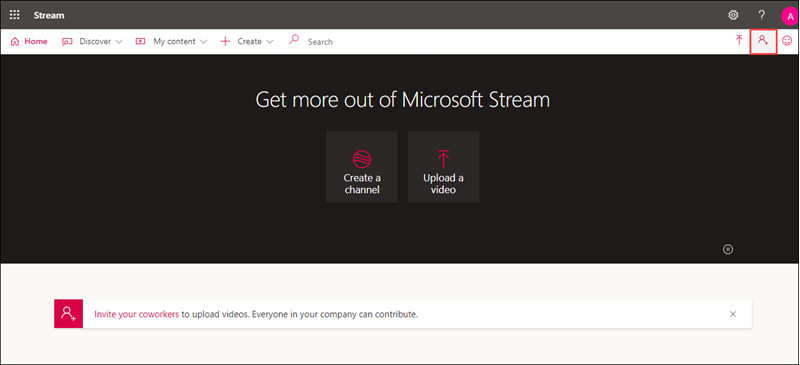 Stream
?
A
Home
Discover
My content
Create
Search
Get more out of Microsoft Stream
Create a
channel
Upload a
video
Invite your coworkers to upload videos. Everyone in your company can contribute.